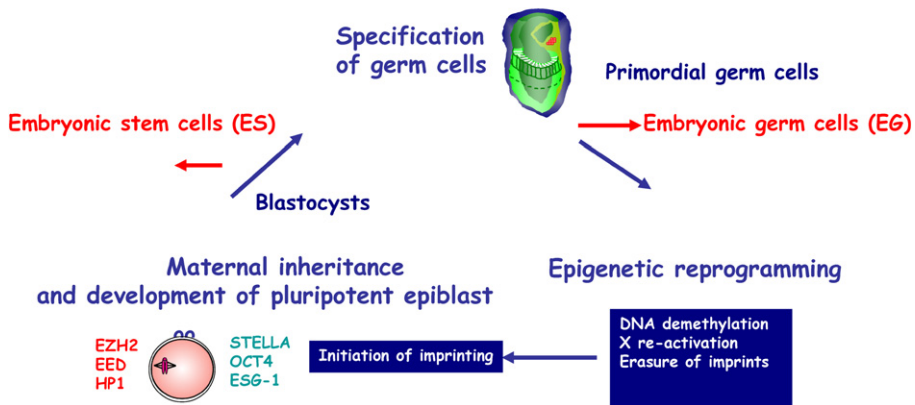 Specification
of germ cells
Primordial germ cells
Embryonic stem cells (ES)
Embryonic germ cells (EG)
Blastocysts
Maternal inheritance
and development of pluripotent epiblast
Epigenetic reprogramming
EZH2
EED
HP1
STELLA
OCT4
ESG-1
Initiation of imprinting
DNA demethylation
X re-activation
Erasure of imprints